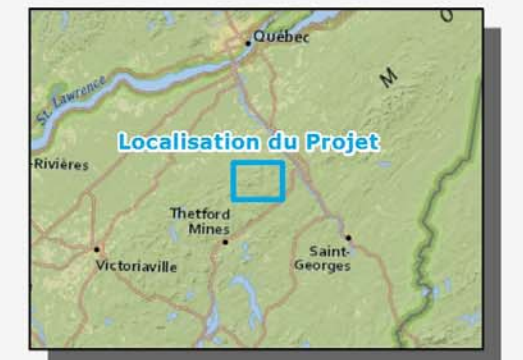 O
Québec
M
St. Lawrence
Localisation du Projet
-Rivières
Thetford
Mines
Saint-
Georges
Victoriaville